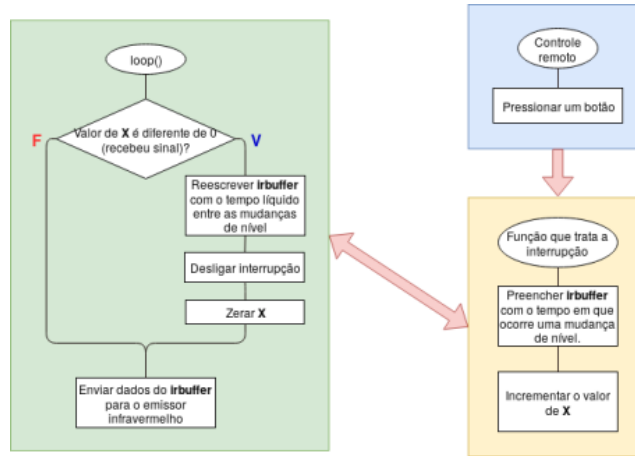 loop()
Valor de X é diferente de 0
(recebeu sinal)?
F
V
Reescrever irbuffer
com o tempo líquido
entre as mudanças
de nível
Desligar interrupção
Zerar X
Enviar dados do irbuffer
para o emissor
infravermelho
Controle
remoto
Pressionar um botão
Função que trata a
interrupção
Preencher irbuffer
com o tempo em que
ocorre uma mudança
de nível.
Incrementar o valor
de X